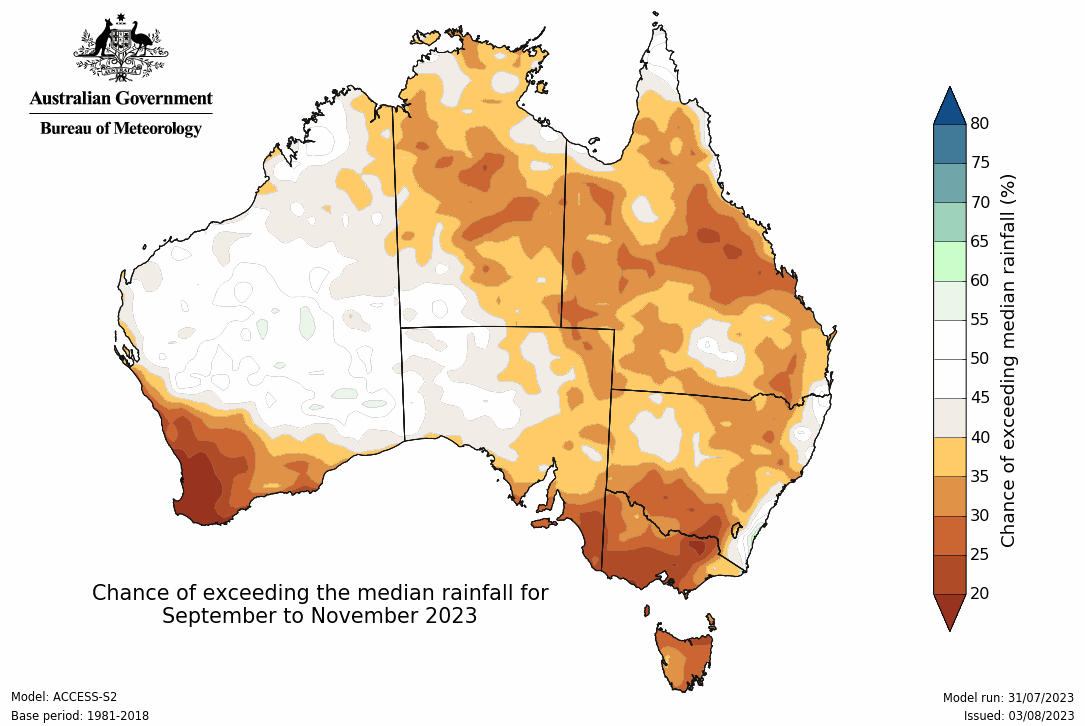 Australian Government
Bureau of Meteorology
80
75
70
65
60
55
50
45
40
35
30
25
20
Chance of exceeding median rainfall (%)
Chance of exceeding the median rainfall for
September to November 2023
Model: ACCESS-S2
Base period: 1981-2018
Model run: 31/07/2023
Issued: 03/08/2023